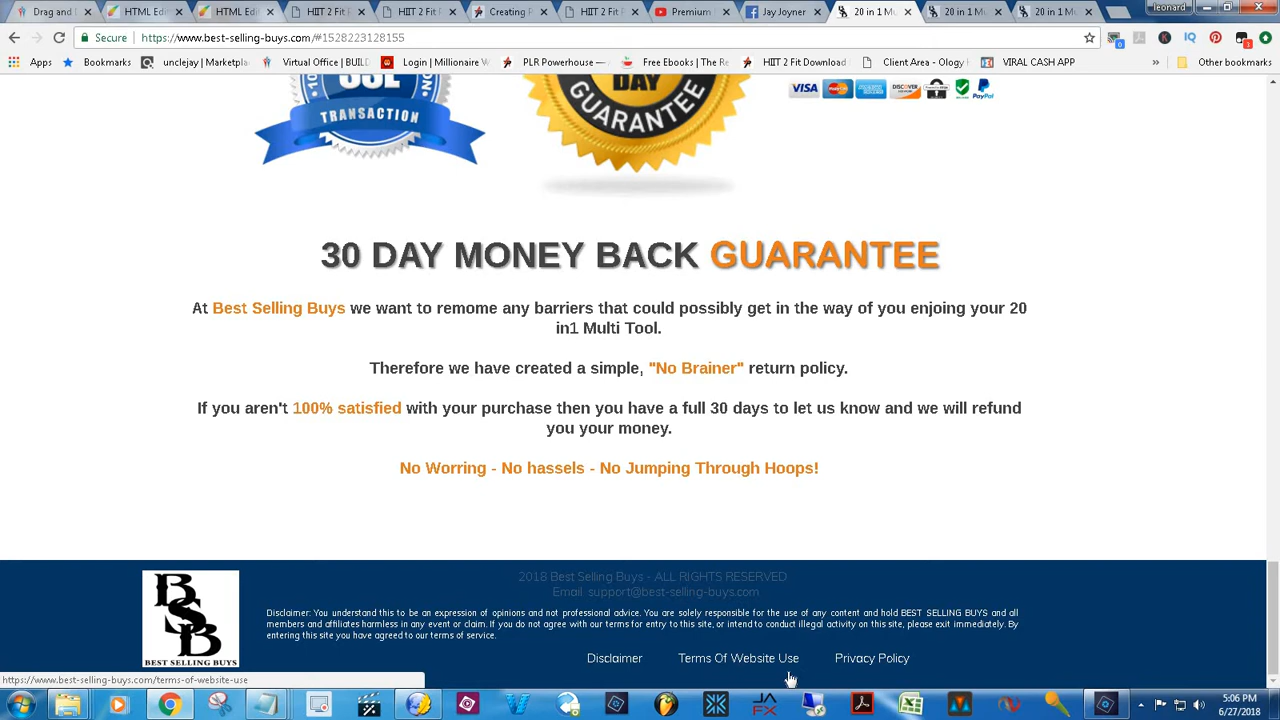 Drag and
HTML Edi
HTML Edi
HIIT 2 Fit
HIIT 2 Fit
Creating P
HIIT 2 Fit
Premium
Jay Joyner
20 in 1 Mu
20 in 1 M
20 in 1 M
leonard
Secure
https://www.best-selling-buys.com/#1528223128155
Apps
Bookmarks
unclejay | Marketpla
Virtual Office | BUILD
Login | Millionaire W
PLR Powerhouse —
Free Ebooks | The Re
HIIT 2 Fit Download
Client Area - Ology
VIRAL CASH APP
Other bookmarks
SSL
TRANSACTION
DAY
GUARANTEE
VISA
DISCOVER
PayPal
30 DAY MONEY BACK GUARANTEE
At Best Selling Buys we want to remome any barriers that could possibly get in the way of you enjoing your 20
in1 Multi Tool.
Therefore we have created a simple, "No Brainer" return policy.
If you aren't 100% satisfied with your purchase then you have a full 30 days to let us know and we will refund
you your money.
No Worring - No hassels - No Jumping Through Hoops!
BSB
BEST SELLING BUYS
2018 Best Selling Buys - ALL RIGHTS RESERVED
Email support@best-selling-buys.com
Disclaimer: You understand this to be an expression of opinions and not professional advice. You are solely responsible for the use of any content and hold BEST SELLING BUYS and all
members and affiliates harmless in any event or claim. If you do not agree with our terms for entry to this site, or intend to conduct illegal activity on this site, please exit immediately. By
entering this site you have agreed to our terms of service.
Disclaimer
Terms Of Website Use
Privacy Policy
https://www.best-selling-buys.com/terms-of-website-use
JAFX
5:06 PM
6/27/2018